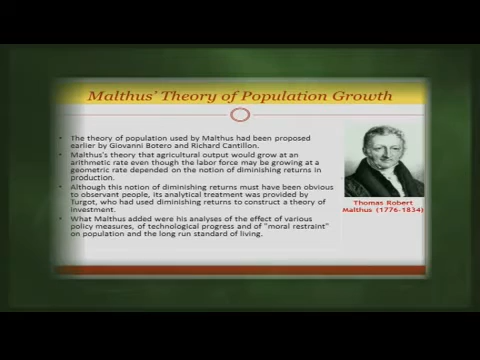 Malthus' Theory of Population Growth
• The theory of population used by Malthus had been proposed
earlier by Giovanni Botero and Richard Cantillon.
• Malthus's theory that agricultural output would grow at an
arithmetic rate even though the labor force may be growing at a
geometric rate depended on the notion of diminishing returns in
production.
• Although this notion of diminishing returns must have been obvious
to observant people, its analytical treatment was provided by
Turgot, who had used diminishing returns to construct a theory of
investment.
• What Malthus added were his analyses of the effect of various
policy measures, of technological progress and of "moral restraint"
on population and the long run standard of living.
Thomas Robert
Malthus (1776-1834)